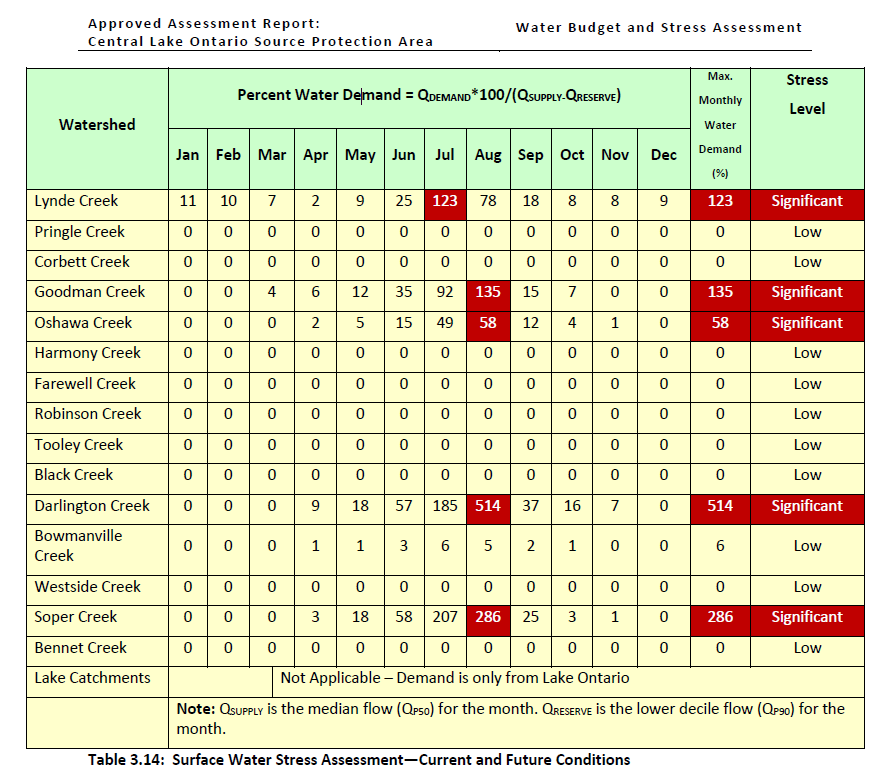 Approved Assessment Report: Water Budget and Stress Assessment
Central Lake Ontario Source Protection Area
Watershed Percent Water Demand = QDEMAND*100/(QSUPPLY-QRESERVE) Max. Monthly Water Demand (%) Stress Level
Jan Feb Mar Apr May Jun Jul Aug Sep Oct Nov Dec
Lynde Creek 11 10 7 2 9 25 123 78 18 8 8 9 123 Significant
Pringle Creek 0 0 0 0 0 0 0 0 0 0 0 0 0 Low
Corbett Creek 0 0 0 0 0 0 0 0 0 0 0 0 0 Low
Goodman Creek 0 0 4 6 12 35 92 135 15 7 0 0 135 Significant
Oshawa Creek 0 0 0 2 5 15 49 58 12 4 1 0 58 Significant
Harmony Creek 0 0 0 0 0 0 0 0 0 0 0 0 0 Low
Farewell Creek 0 0 0 0 0 0 0 0 0 0 0 0 0 Low
Robinson Creek 0 0 0 0 0 0 0 0 0 0 0 0 0 Low
Tooley Creek 0 0 0 0 0 0 0 0 0 0 0 0 0 Low
Black Creek 0 0 0 0 0 0 0 0 0 0 0 0 0 Low
Darlington Creek 0 0 0 9 18 57 185 514 37 16 7 0 514 Significant
Bowmanville Creek 0 0 0 1 1 3 6 5 2 1 0 0 6 Low
Westside Creek 0 0 0 0 0 0 0 0 0 0 0 0 0 Low
Soper Creek 0 0 0 3 18 58 207 286 25 3 1 0 286 Significant
Bennet Creek 0 0 0 0 0 0 0 0 0 0 0 0 0 Low
Lake Catchments Not Applicable – Demand is only from Lake Ontario
Note: QSUPPLY is the median flow (QP50) for the month. QRESERVE is the lower decile flow (QP90) for the
month.
Table 3.14: Surface Water Stress Assessment—Current and Future Conditions